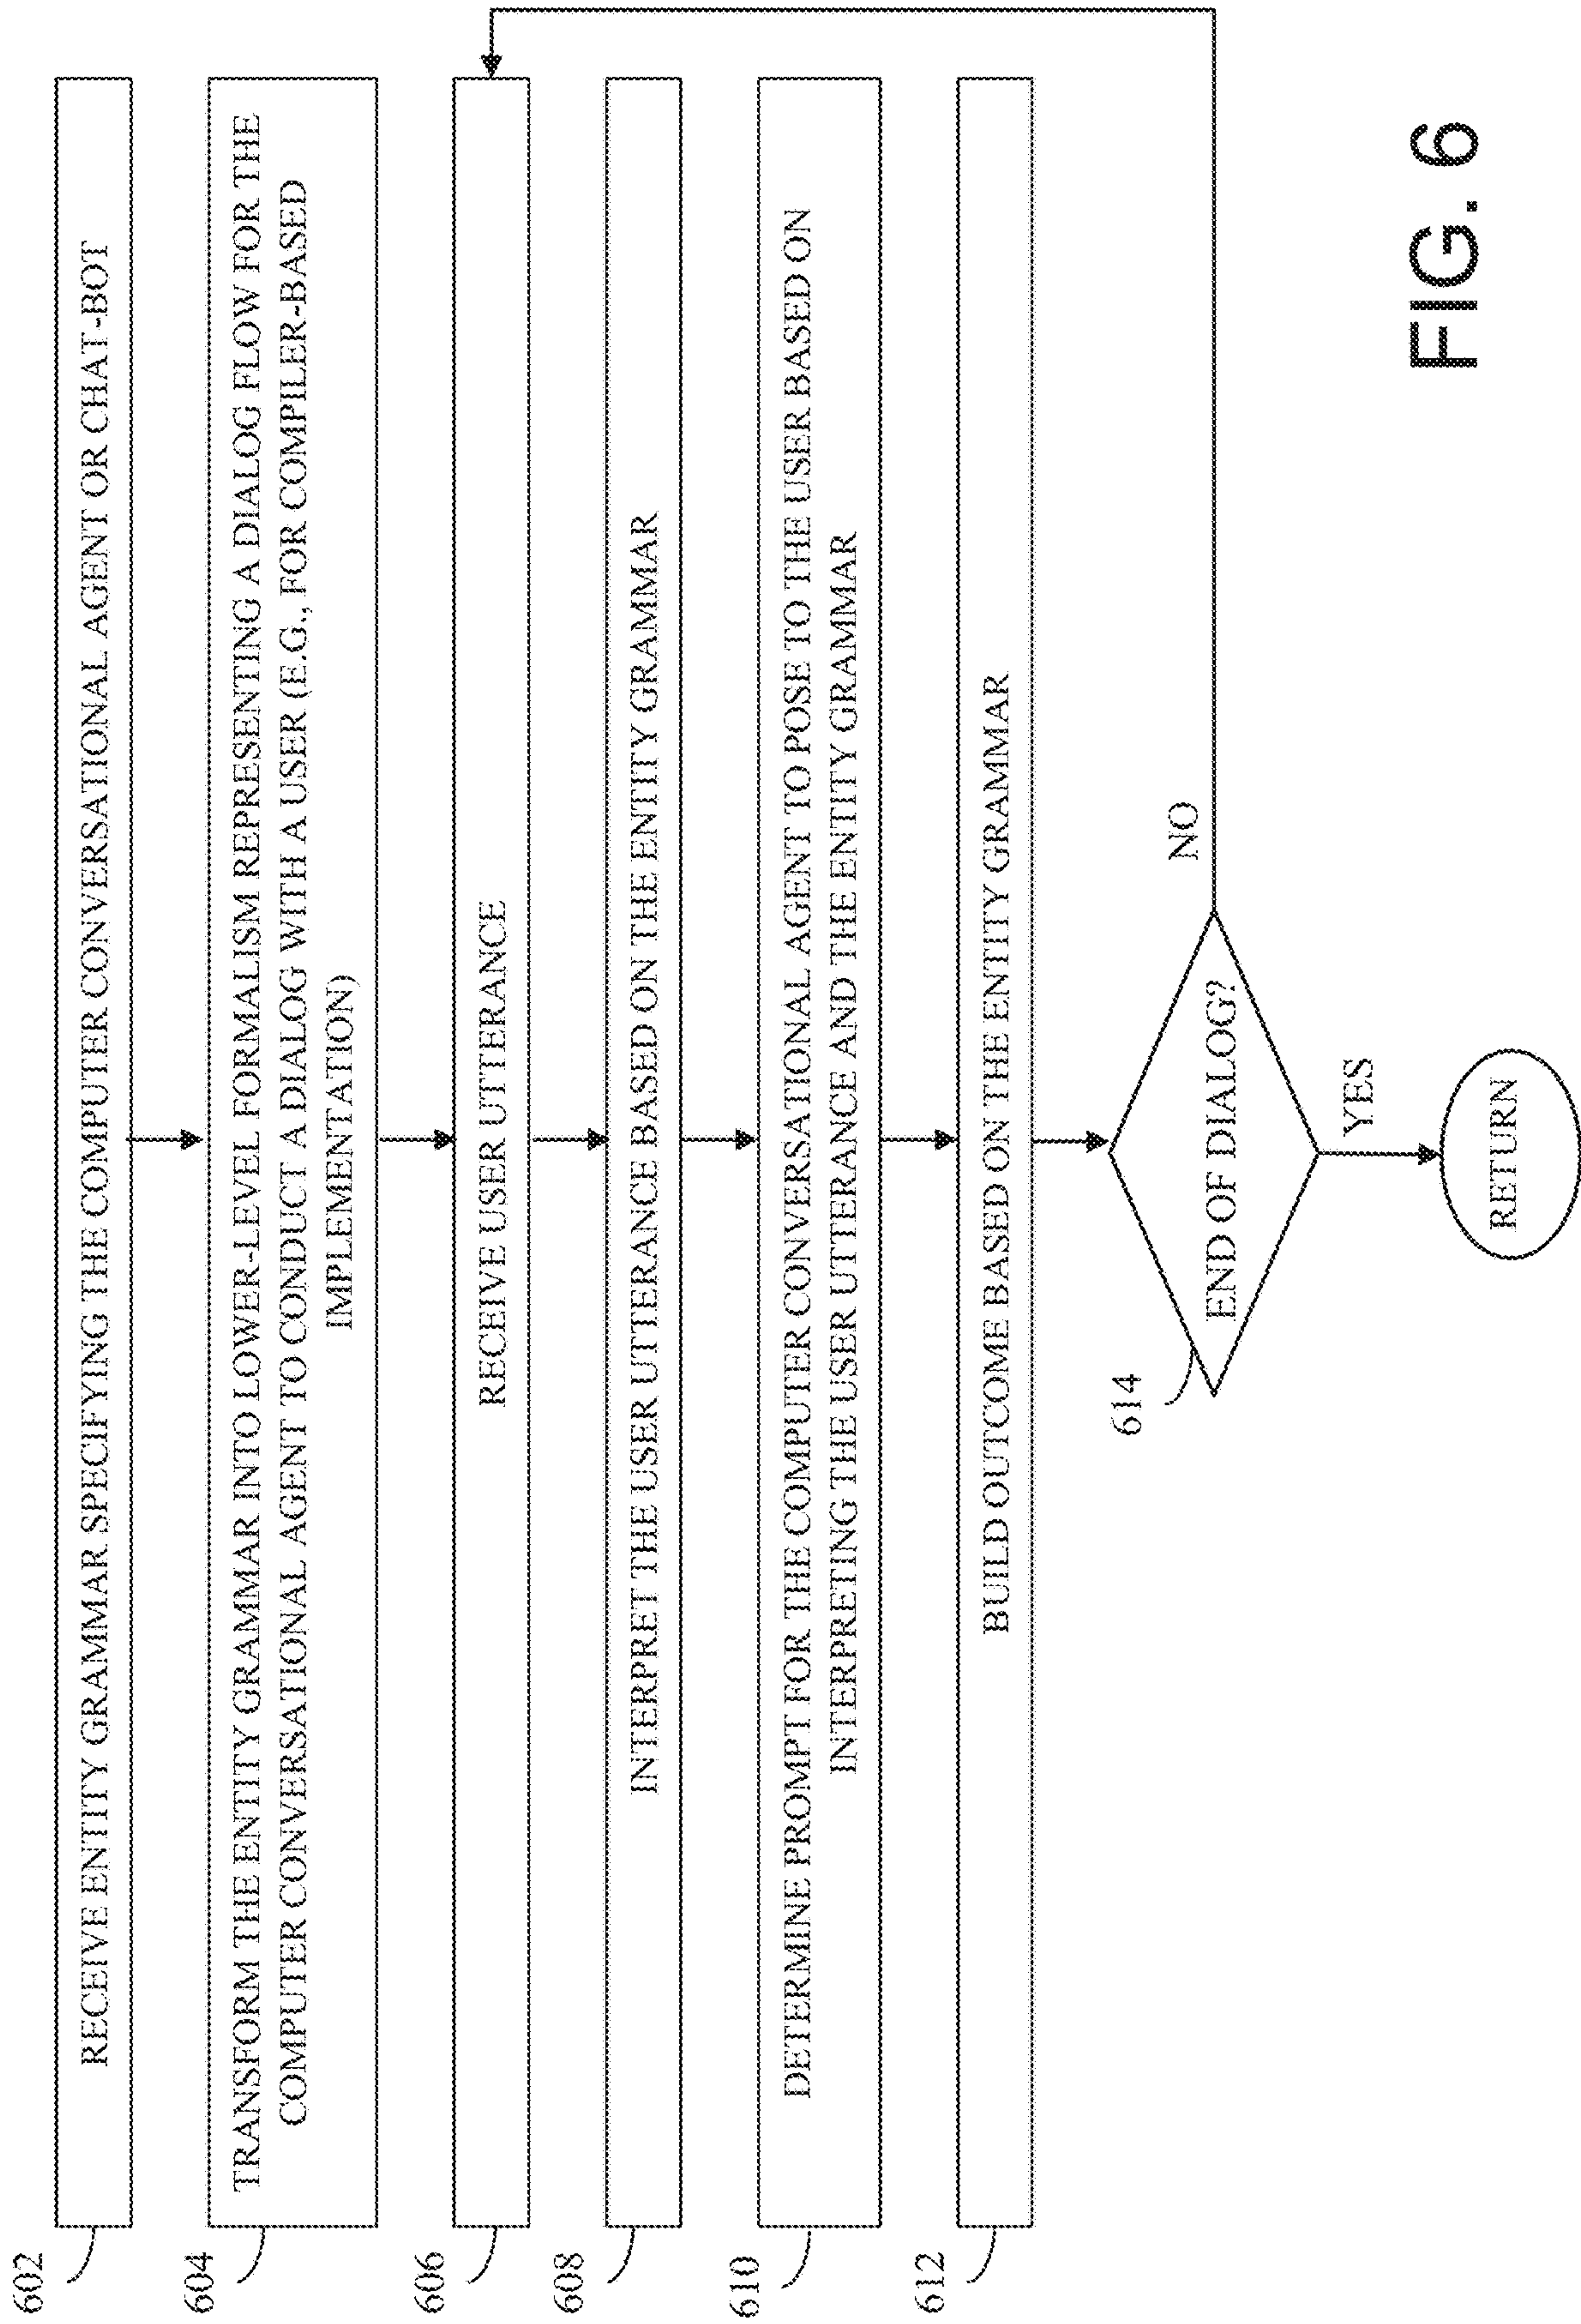 602
RECEIVE ENTITY GRAMMAR SPECIFYING THE COMPUTER CONVERSATIONAL AGENT OR CHAT-BOT
604
TRANSFORM THE ENTITY GRAMMAR INTO LOWER-LEVEL FORMALISM REPRESENTING A DIALOG FLOW FOR THE
COMPUTER CONVERSATIONAL AGENT TO CONDUCT A DIALOG WITH A USER (E.G., FOR COMPILER-BASED
IMPLEMENTATION)
606
RECEIVE USER UTTERANCE
608
INTERPRET THE USER UTTERANCE BASED ON THE ENTITY GRAMMAR
610
DETERMINE PROMPT FOR THE COMPUTER CONVERSATIONAL AGENT TO POSE TO THE USER BASED ON
INTERPRETING THE USER UTTERANCE AND THE ENTITY GRAMMAR
612
BUILD OUTCOME BASED ON THE ENTITY GRAMMAR
614
END OF DIALOG?
NO
YES
RETURN
FIG. 6